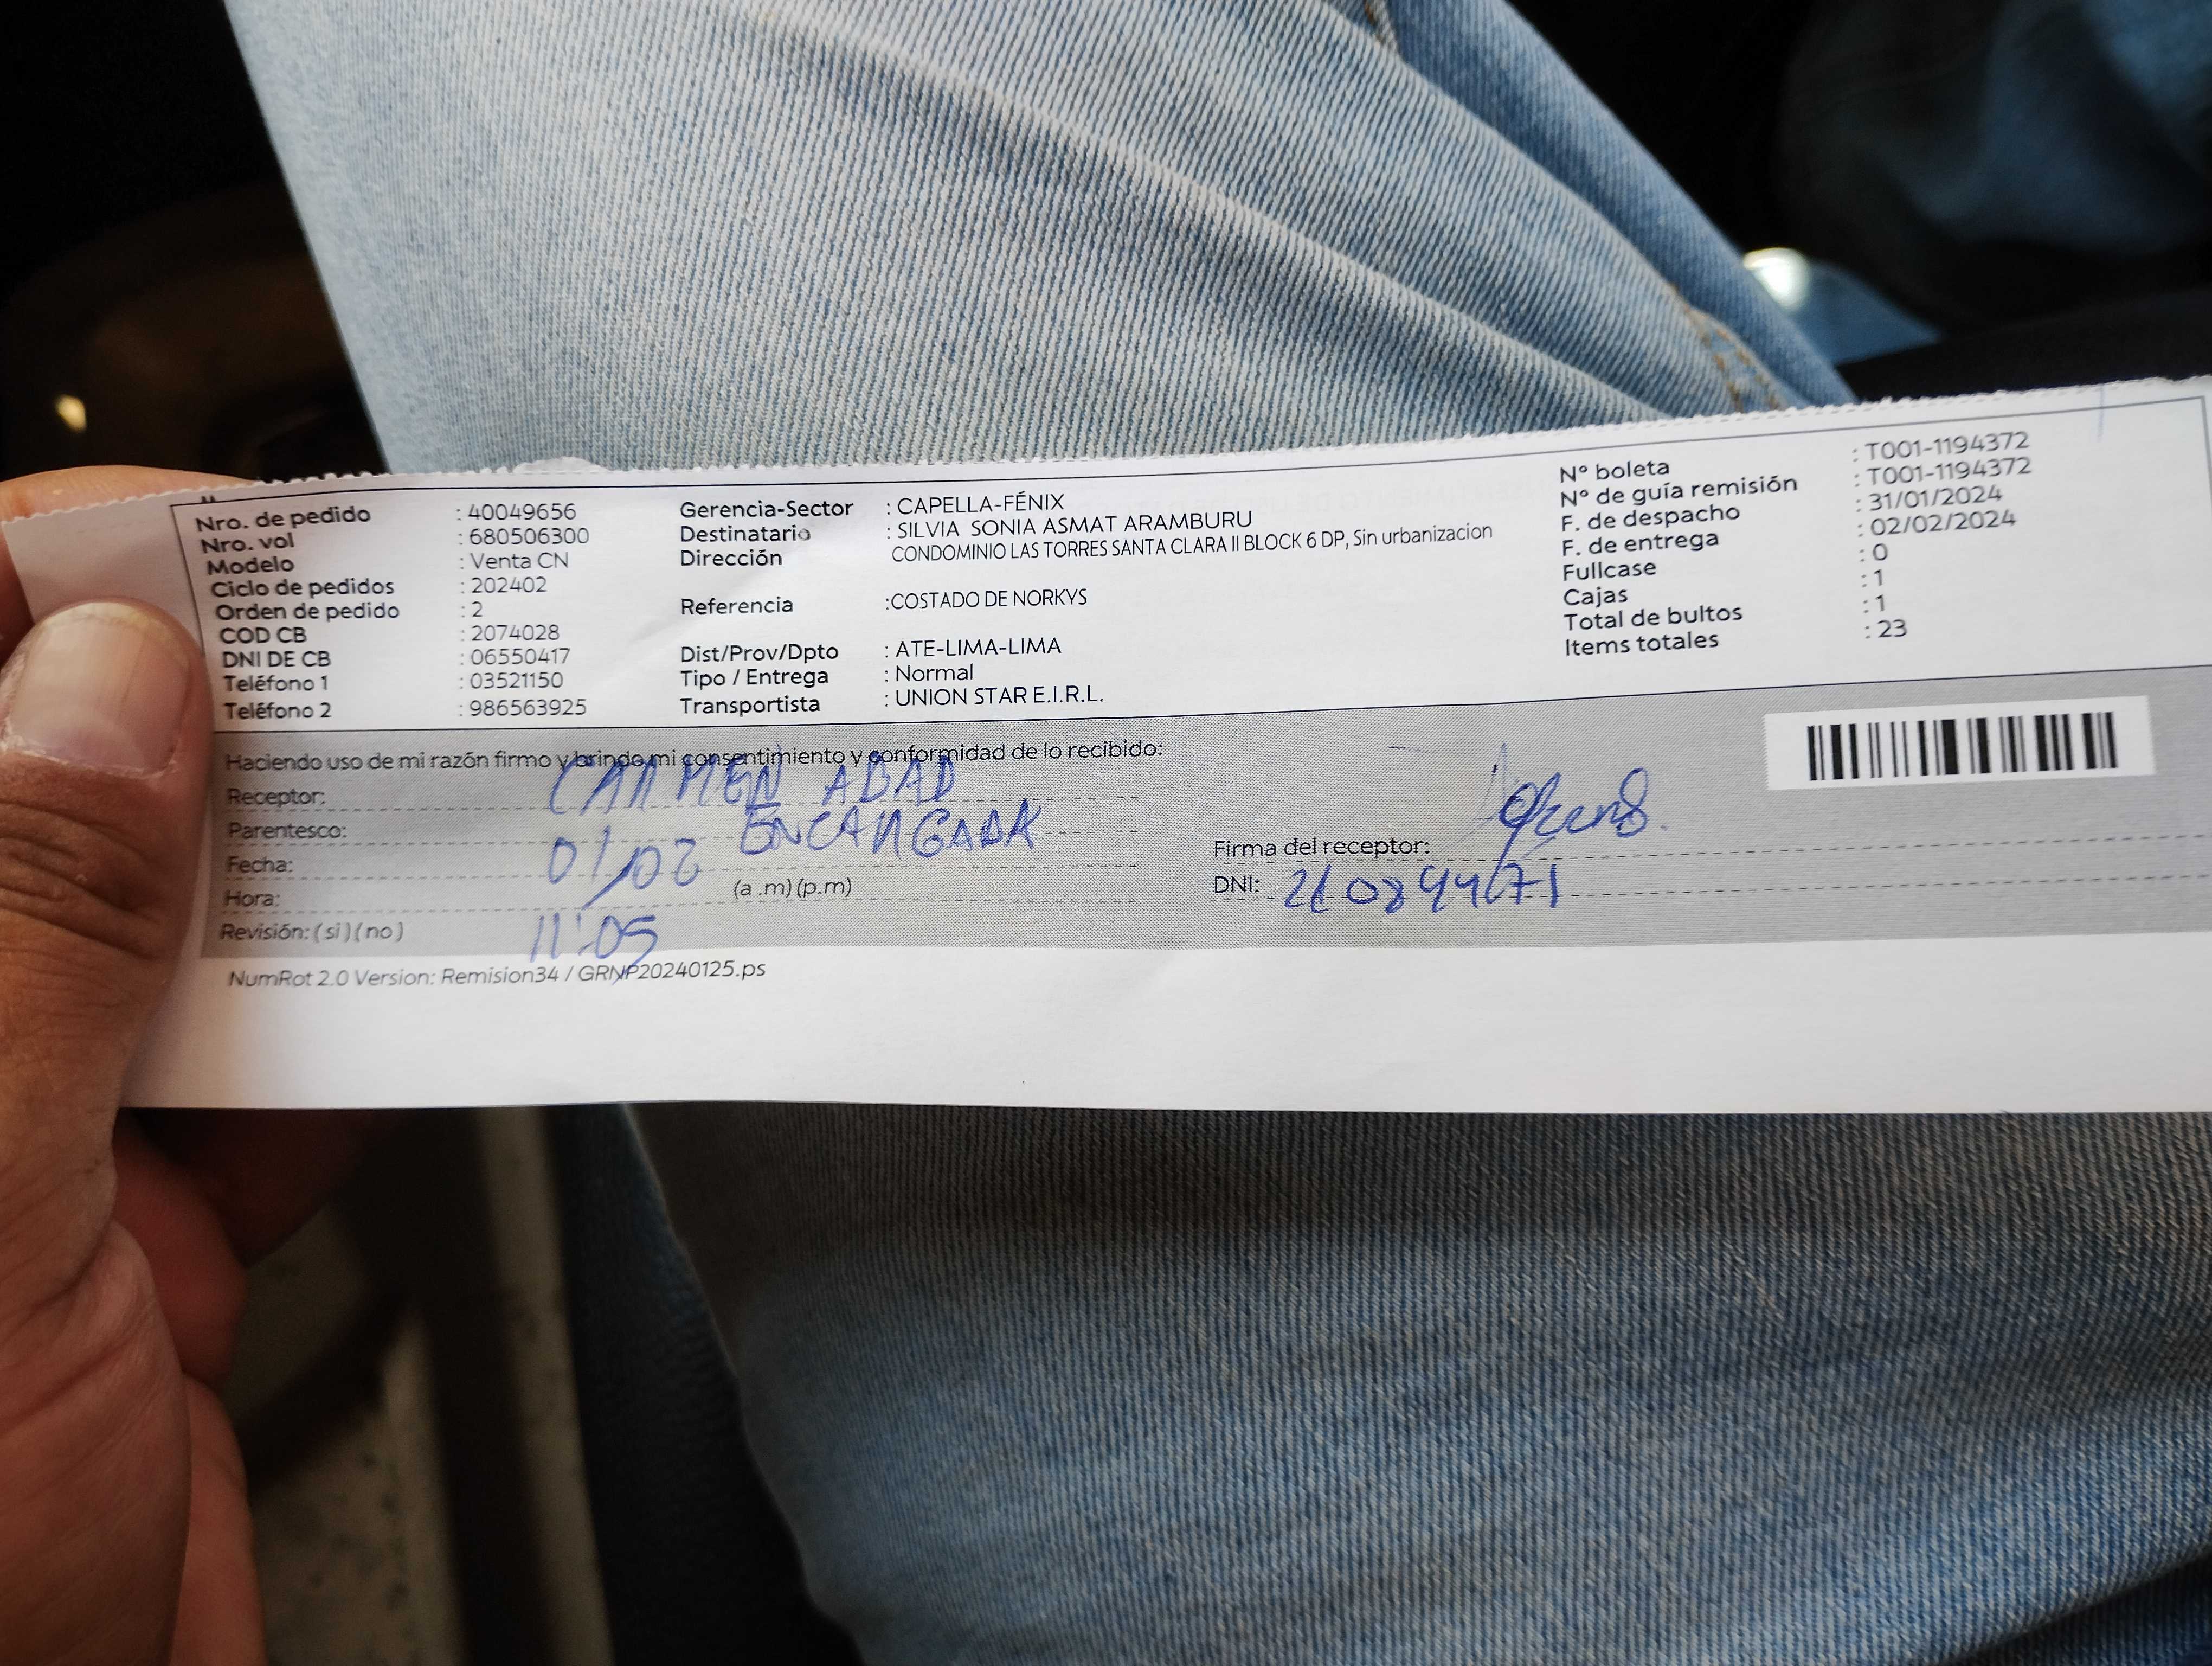 Nro. de pedido : 40049656
Nro. vol : 680506300
Modelo : Venta CN
Ciclo de pedidos : 202402
Orden de pedido : 2
COD CB : 2074028
DNI DE CB : 06550417
Teléfono 1 : 03521150
Teléfono 2 : 986563925
Gerencia-Sector : CAPELLA-FÉNIX
Destinatario : SILVIA SONIA ASMAT ARAMBURU
Dirección CONDOMINIO LAS TORRES SANTA CLARA II BLOCK 6 DP, Sin urbanizacion
Referencia :COSTADO DE NORKYS
Dist/Prov/Dpto : ATE-LIMA-LIMA
Tipo / Entrega : Normal
Transportista : UNION STAR E.I.R.L.
N° boleta : T001-1194372
N° de guía remisión : T001-1194372
F. de despacho : 31/01/2024
F. de entrega : 02/02/2024
Fullcase : 0
Cajas : 1
Total de bultos : 1
Items totales : 23
Haciendo uso de mi razón firmo y brindo mi consentimiento y conformidad de lo recibido:
Receptor: CARMEN ABAD
Parentesco: ENCARGADA
Fecha: 01/02
Hora: 11:05 (a .m) (p.m)
Revisión: ( si ) ( no )
Firma del receptor:
DNI:
NumRot 2.0 Version: Remision34 / GRNP20240125.ps